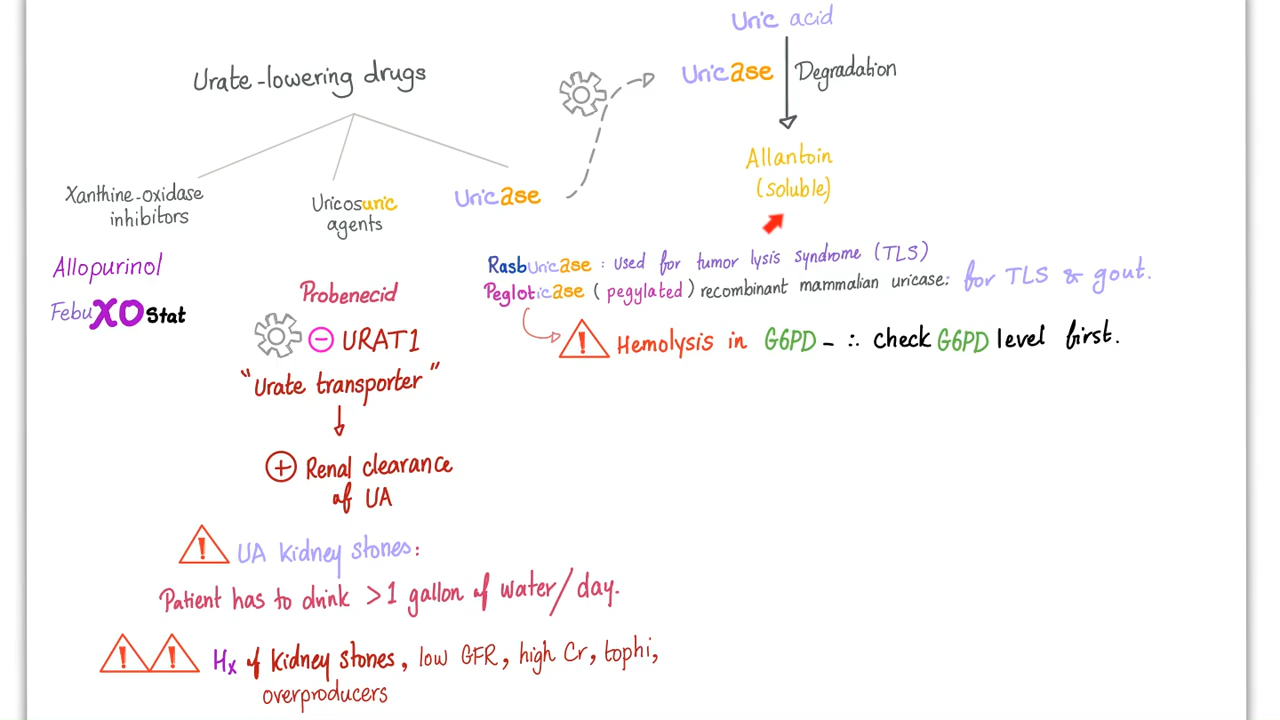 Urate-lowering drugs
Xanthine-oxidase
inhibitors
Allopurinol
FebuXOstat
Uricosuric
agents
Probenecid
− URAT1
"Urate transporter"
+ Renal clearance
of UA
! UA Kidney stones:
Patient has to drink >1 gallon of water/day.
! ! Hx of Kidney stones, low GFR, high Cr, tophi,
overproducers
Uricase
Uric acid
Uricase Degradation
Allantoin
(soluble)
Rasburicase: Used for tumor lysis syndrome (TLS)
Pegloticase (pegylated) recombinant mammalian uricase: for TLS & gout.
! Hemolysis in G6PD- ∴ check G6PD level first.